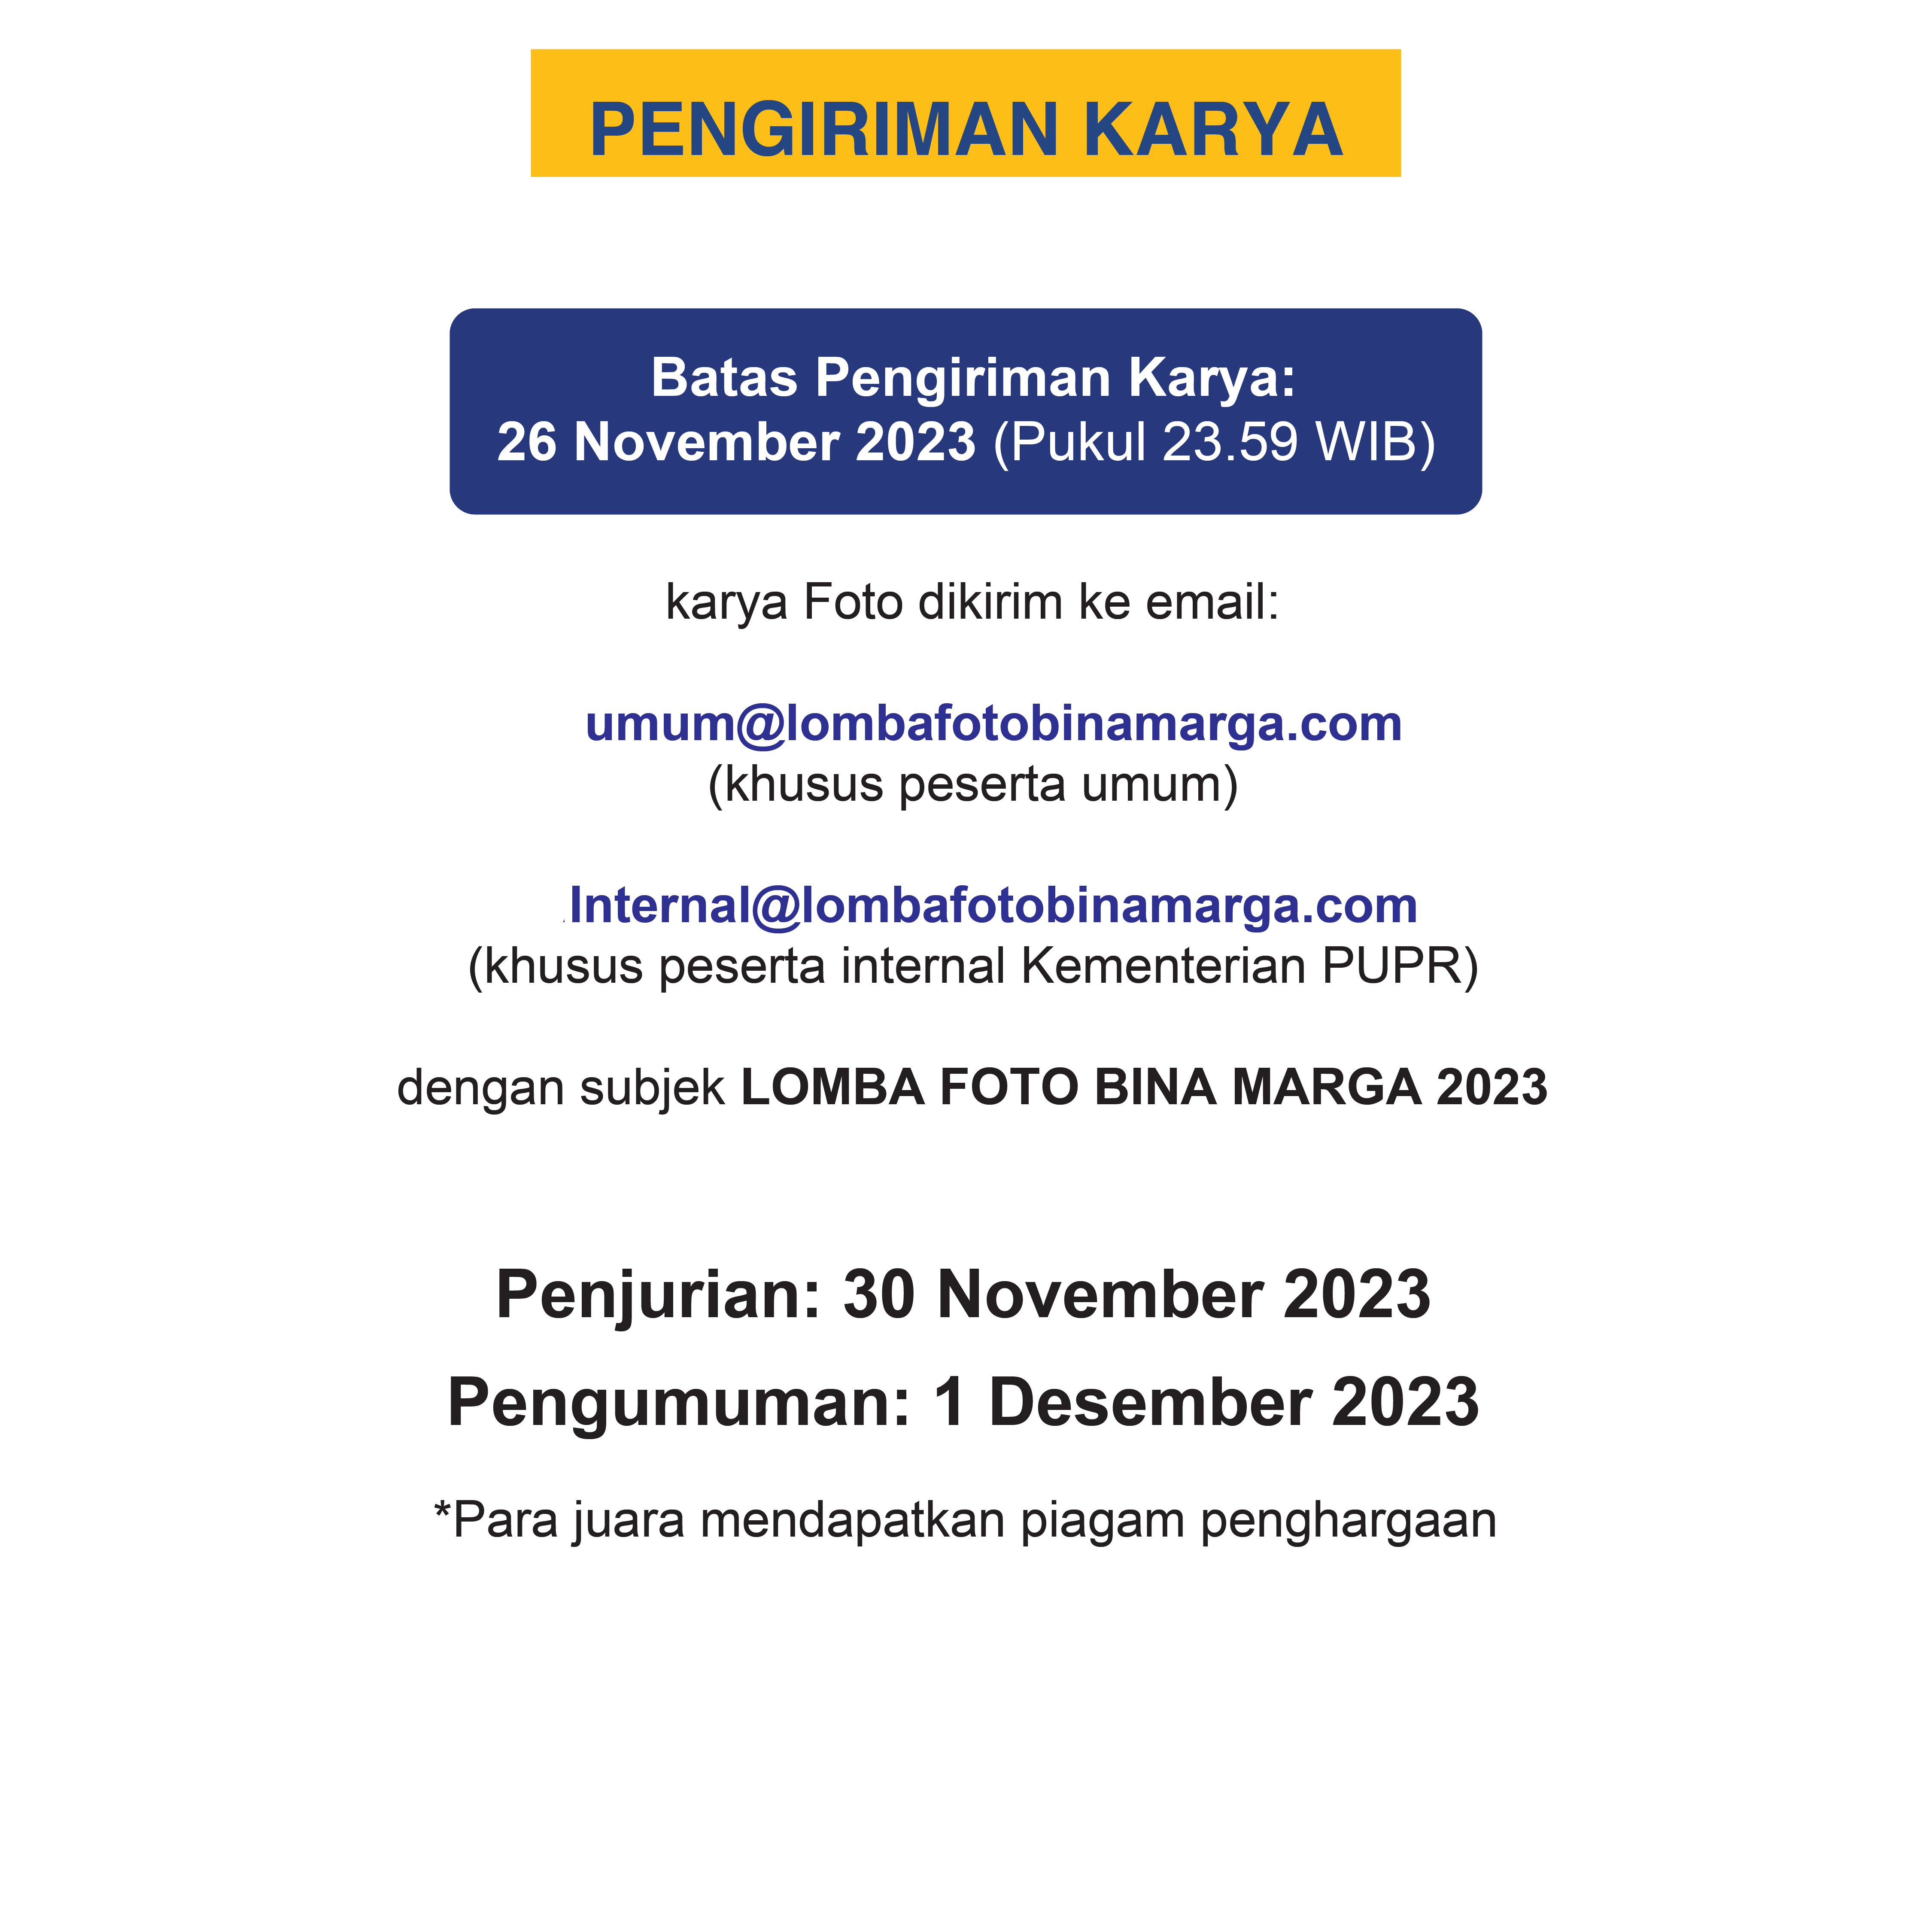 PENGIRIMAN KARYA
Batas Pengiriman Karya:
26 November 2023 (Pukul 23.59 WIB)
karya Foto dikirim ke email:
umum@lombafotobinamarga.com
(khusus peserta umum)
Internal@lombafotobinamarga.com
(khusus peserta internal Kementerian PUPR)
dengan subjek LOMBA FOTO BINA MARGA 2023
Penjurian: 30 November 2023
Pengumuman: 1 Desember 2023
*Para juara mendapatkan piagam penghargaan